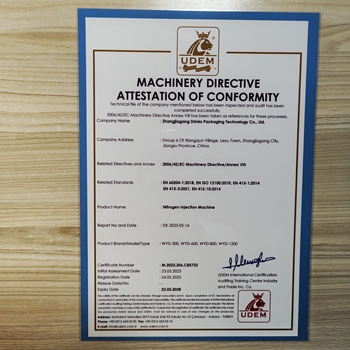 UDEM
MACHINERY DIRECTIVE
ATTESTATION OF CONFORMITY
Technical file of the company mentioned below has been inspected and audit has been
completed successfully.
2006/42/EC Machinery Directive Annex VIII has been taken as references for these processes.
Company Name : Zhangjiagang Dinks Packaging Technology Co., Ltd.
: Group 6 Of Xiangqun Village, Leyu Town, Zhangjiagang City,
Jiangsu Province, China
Related Directives and Annex : 2006/42/EC Machinery Directive/Annex VIII
Related Standards : EN 60204-1:2018, EN ISO 12100:2010, EN 415-1:2014
EN 415-3:2021, EN 415-10:2014
Product Name : Nitrogen Injection Machine
Report No and Date : DK-2023-05-16
Product Brand/Model/Type : WYD-300, WYD-600, WYD-800, WYD-1200
Certificate Number : M.2023.206.C85722
Initial Assessment Date : 23.05.2023
Registration Date : 24.05.2023
Reissue Date/No : -
Expiry Date : 23.05.2028
UDEM International Certification
Auditing Training Centre Industry
and Trade Inc. Co.
UDEM